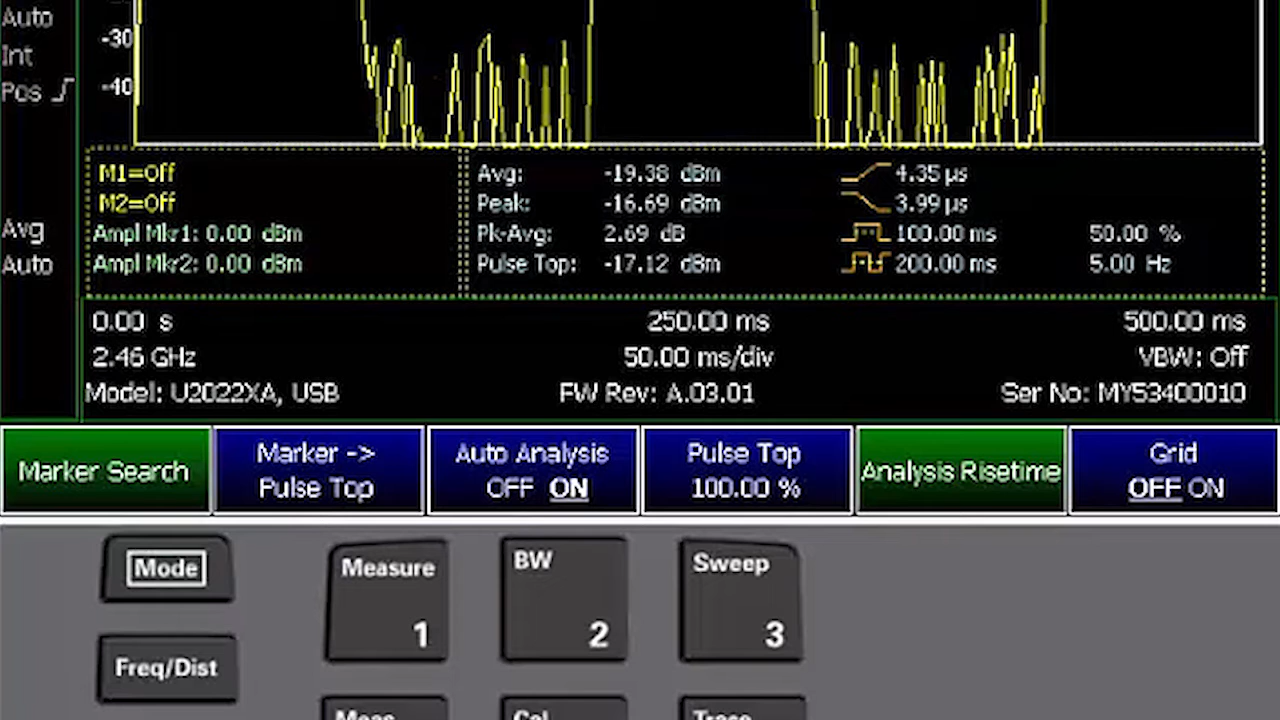 Auto
Int
Pos
-30
-40
Avg
Auto
M1=Off
M2=Off
Ampl Mkr1: 0.00 dBm
Ampl Mkr2: 0.00 dBm
Avg: -19.38 dBm 4.35 µs
Peak: -16.69 dBm 3.99 µs
Pk-Avg: 2.69 dB 100.00 ms 50.00 %
Pulse Top: -17.12 dBm 200.00 ms 5.00 Hz
0.00 s 250.00 ms 500.00 ms
2.46 GHz 50.00 ms/div VBW: Off
Model: U2022XA, USB FW Rev: A.03.01 Ser No: MY53400010
Marker Search
Marker ->
Pulse Top
Auto Analysis
OFF ON
Pulse Top
100.00 %
Analysis Risetime
Grid
OFF ON
Mode
Measure
1
BW
2
Sweep
3
Freq/Dist
Meas
Cal
Trace